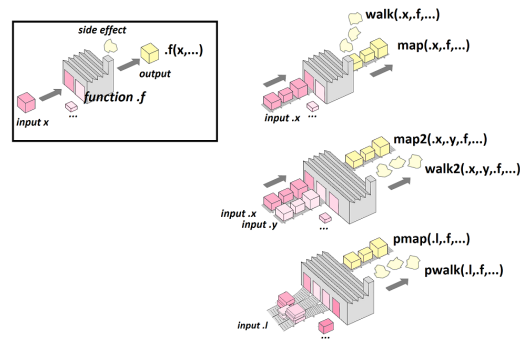 side effect
.f(x,...)
output
function .f
input x
...
walk(.x,.f,...)
map(.x,.f,...)
input .x
...
map2(.x,.y,.f,...)
walk2(.x,.y,.f,...)
input .x
input .y
...
pmap(.l,.f,...)
pwalk(.l,.f,...)
input .l
...